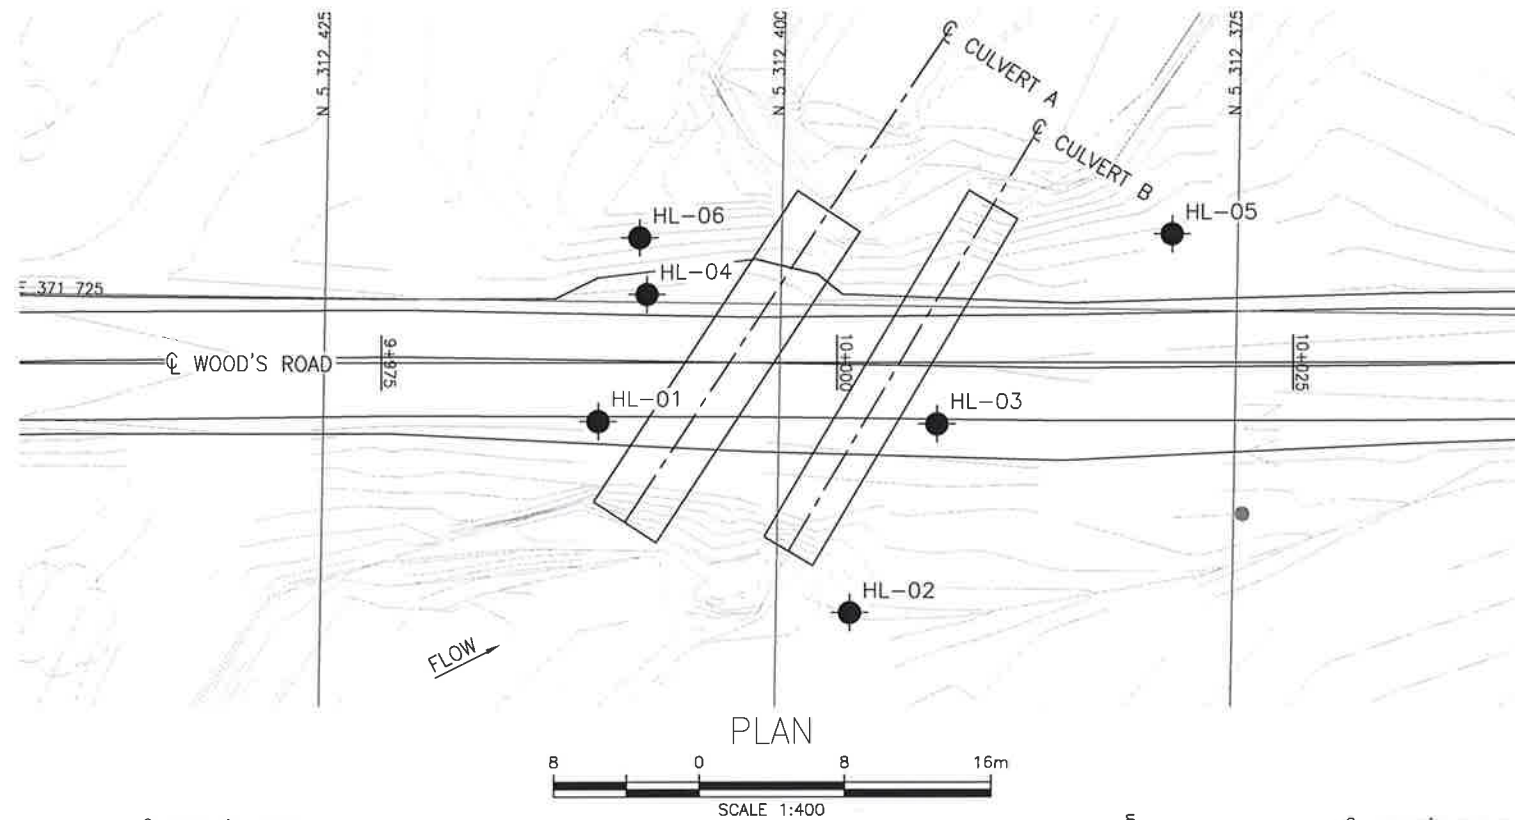 N 5 312 425
N 5 312 400
N 5 312 375
℄ CULVERT A
℄ CULVERT B
HL-06
HL-05
HL-04
E 371 725
9+975
10+000
10+025
℄ WOOD'S ROAD
HL-01
HL-03
HL-02
FLOW
PLAN
8 0 8 16m
SCALE 1:400